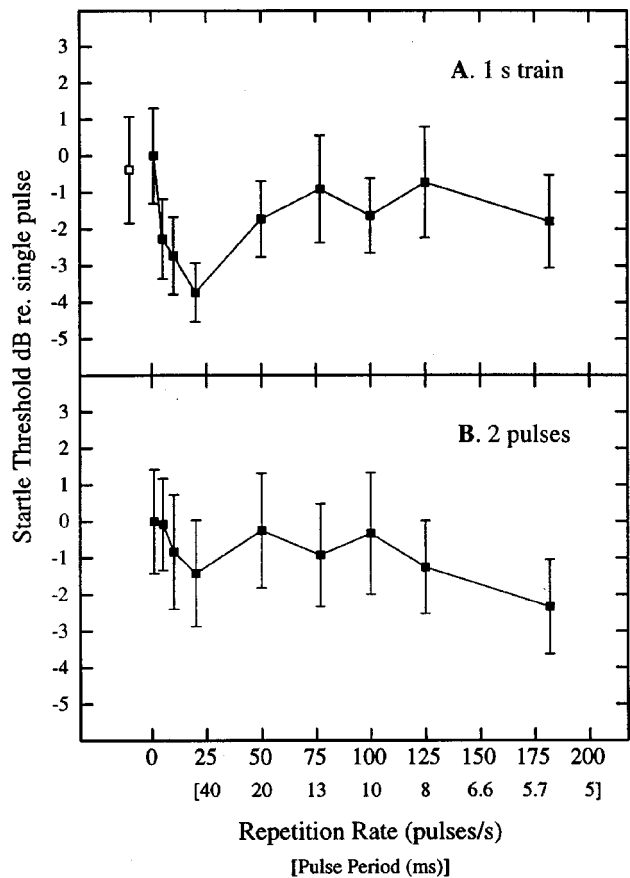 3
2
A. 1 s train
1
0
-1
-2
-3
-4
-5
Startle Threshold dB re. single pulse
3
2
B. 2 pulses
1
0
-1
-2
-3
-4
-5
0 25 50 75 100 125 150 175 200
[40 20 13 10 8 6.6 5.7 5]
Repetition Rate (pulses/s)
[Pulse Period (ms)]